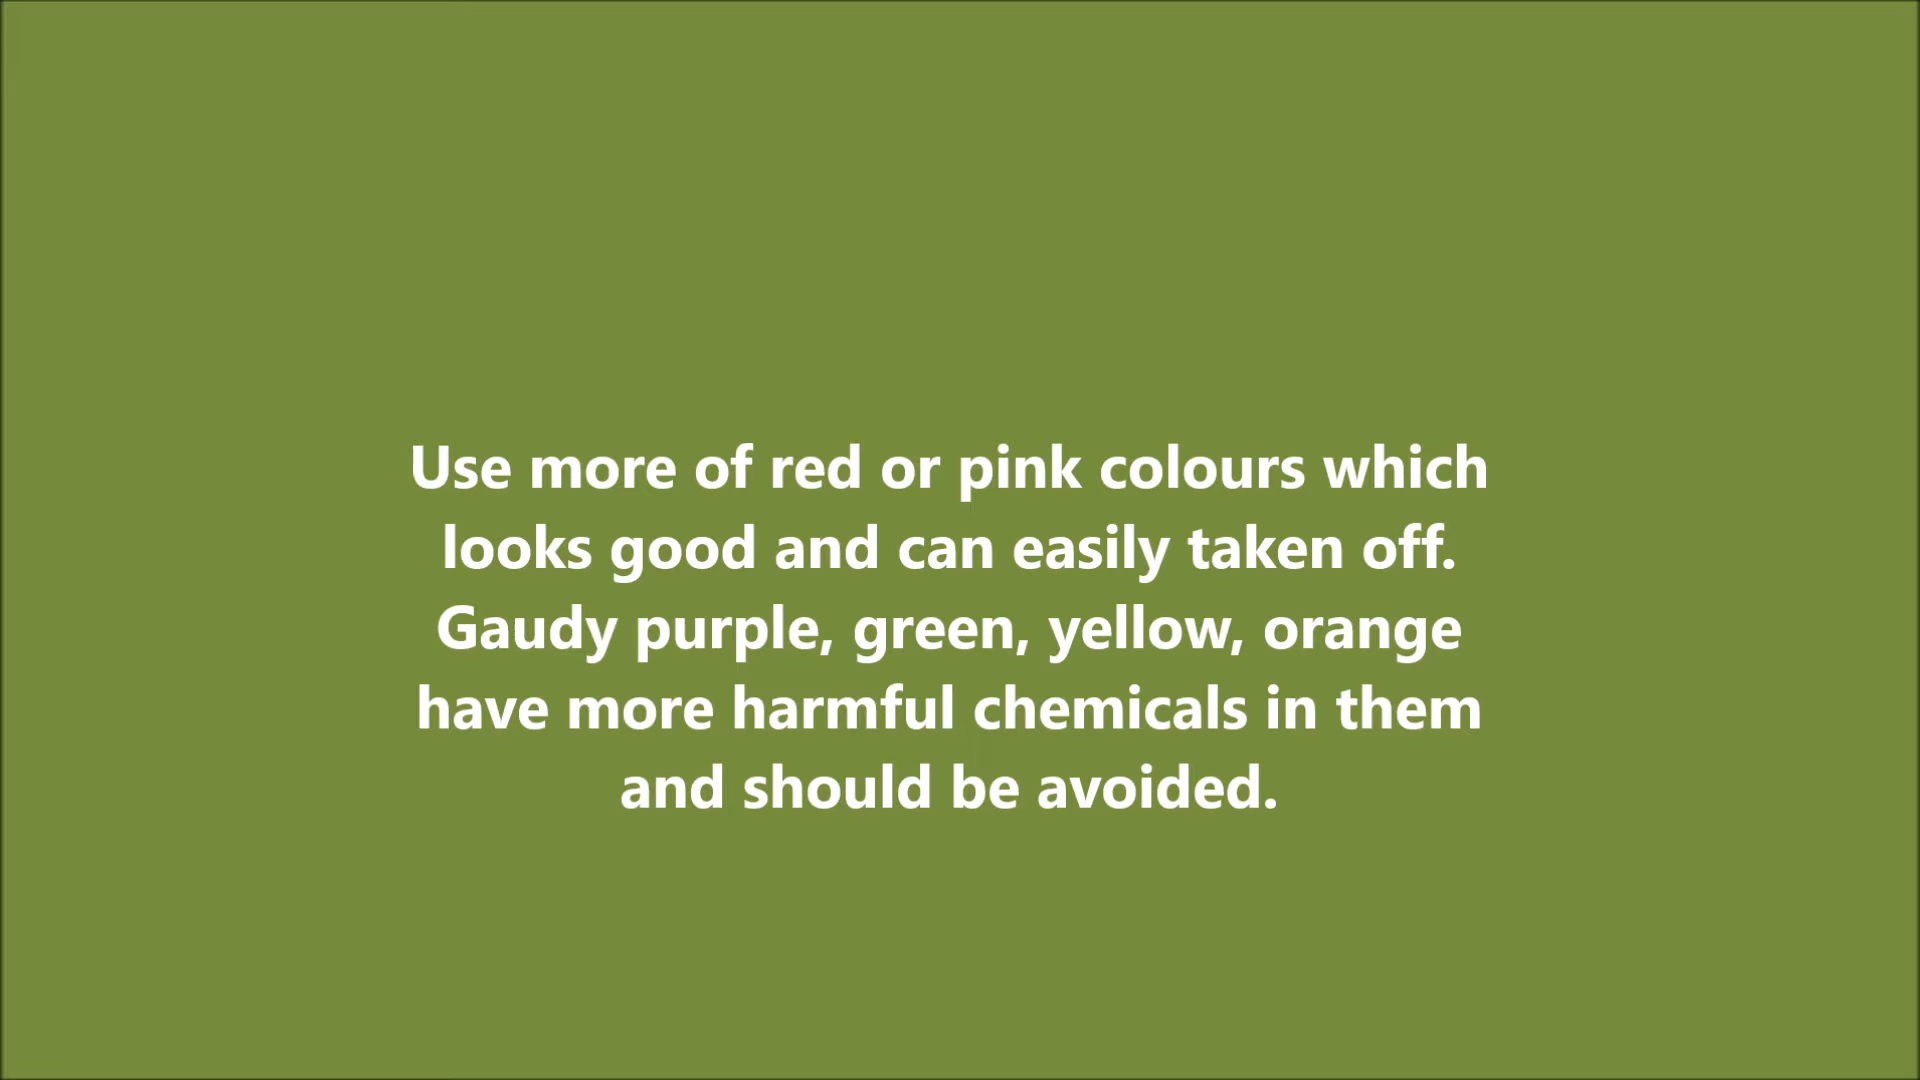 Use more of red or pink colours which
looks good and can easily taken off.
Gaudy purple, green, yellow, orange
have more harmful chemicals in them
and should be avoided.